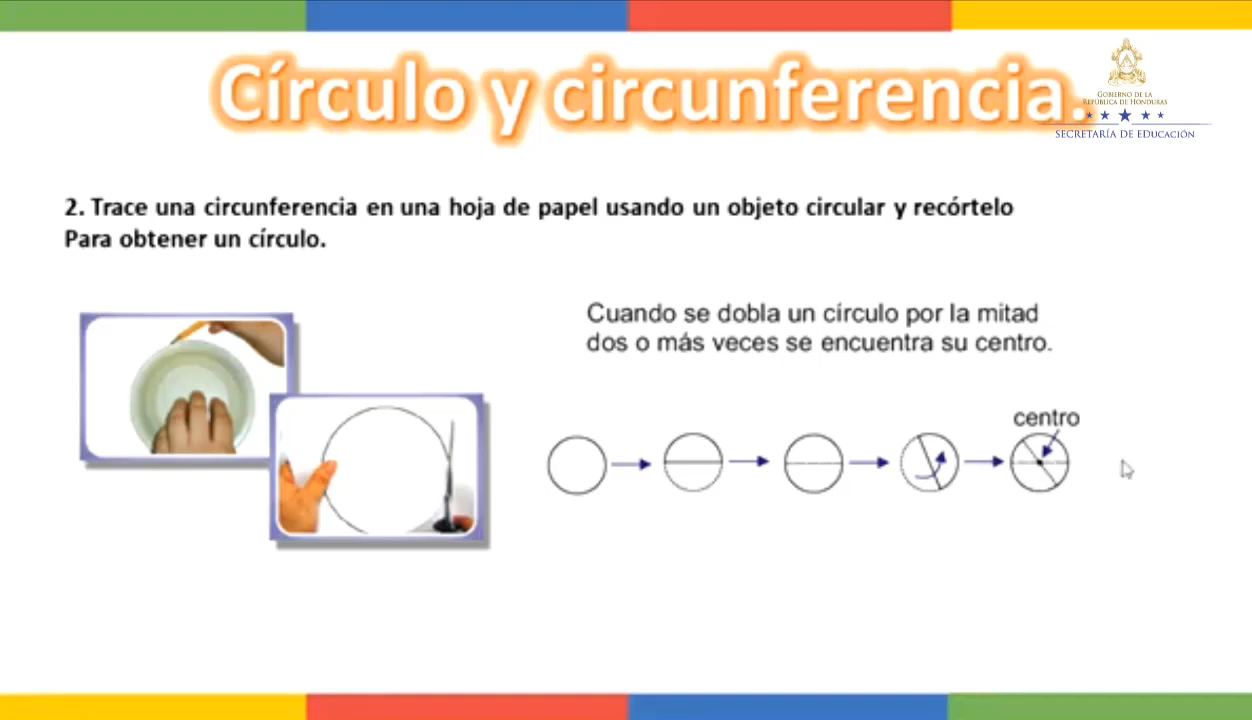 Círculo y circunferencia.
GOBIERNO DE LA
REPÚBLICA DE HONDURAS
SECRETARÍA DE EDUCACIÓN
2. Trace una circunferencia en una hoja de papel usando un objeto circular y recórtelo
Para obtener un círculo.
Cuando se dobla un círculo por la mitad
dos o más veces se encuentra su centro.
centro